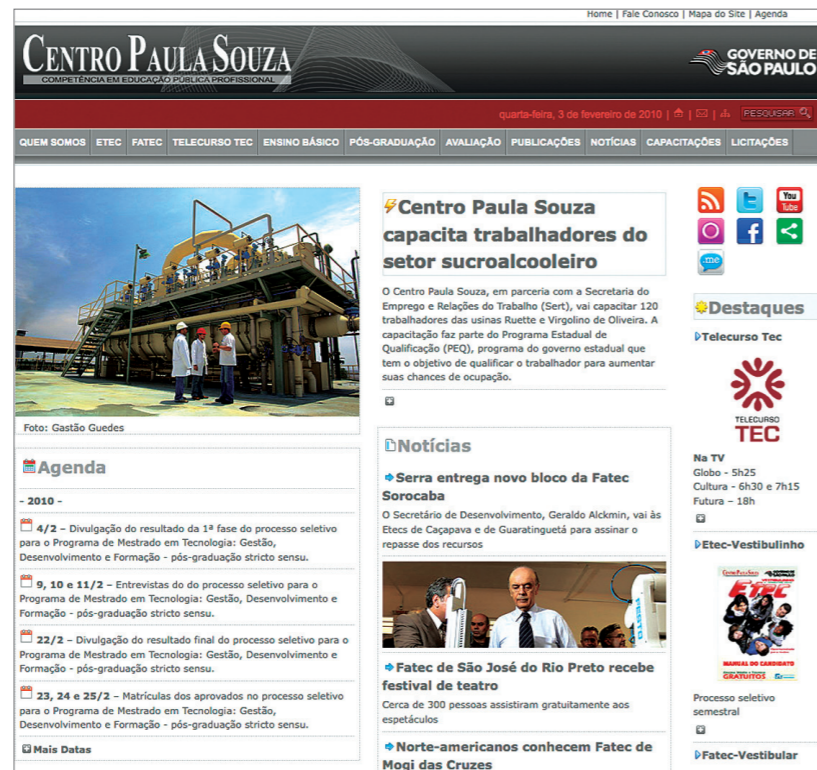 Home | Fale Conosco | Mapa do Site | Agenda
CENTRO PAULA SOUZA
COMPETÊNCIA EM EDUCAÇÃO PÚBLICA PROFISSIONAL
GOVERNO DE
SÃO PAULO
quarta-feira, 3 de fevereiro de 2010 | | |
PESQUISAR
QUEM SOMOS ETEC FATEC TELECURSO TEC ENSINO BÁSICO PÓS-GRADUAÇÃO AVALIAÇÃO PUBLICAÇÕES NOTÍCIAS CAPACITAÇÕES LICITAÇÕES
Foto: Gastão Guedes
Agenda
- 2010 -
4/2 – Divulgação do resultado da 1ª fase do processo seletivo
para o Programa de Mestrado em Tecnologia: Gestão,
Desenvolvimento e Formação - pós-graduação stricto sensu.
9, 10 e 11/2 – Entrevistas do do processo seletivo para o
Programa de Mestrado em Tecnologia: Gestão, Desenvolvimento e
Formação - pós-graduação stricto sensu.
22/2 – Divulgação do resultado final do processo seletivo para o
Programa de Mestrado em Tecnologia: Gestão, Desenvolvimento e
Formação - pós-graduação stricto sensu.
23, 24 e 25/2 – Matrículas dos aprovados no processo seletivo
para o Programa de Mestrado em Tecnologia: Gestão,
Desenvolvimento e Formação - pós-graduação stricto sensu.
Mais Datas
Centro Paula Souza
capacita trabalhadores do
setor sucroalcooleiro
O Centro Paula Souza, em parceria com a Secretaria do
Emprego e Relações do Trabalho (Sert), vai capacitar 120
trabalhadores das usinas Ruette e Virgolino de Oliveira. A
capacitação faz parte do Programa Estadual de
Qualificação (PEQ), programa do governo estadual que
tem o objetivo de qualificar o trabalhador para aumentar
suas chances de ocupação.
Notícias
Serra entrega novo bloco da Fatec
Sorocaba
O Secretário de Desenvolvimento, Geraldo Alckmin, vai às
Etecs de Caçapava e de Guaratinguetá para assinar o
repasse dos recursos
Fatec de São José do Rio Preto recebe
festival de teatro
Cerca de 300 pessoas assistiram gratuitamente aos
espetáculos
Norte-americanos conhecem Fatec de
Mogi das Cruzes
You
Tube
.me
Destaques
Telecurso Tec
TELECURSO
TEC
Na TV
Globo - 5h25
Cultura - 6h30 e 7h15
Futura – 18h
Etec-Vestibulinho
ETEC
MANUAL DO CANDIDATO
GRATUITOS
Processo seletivo
semestral
Fatec-Vestibular